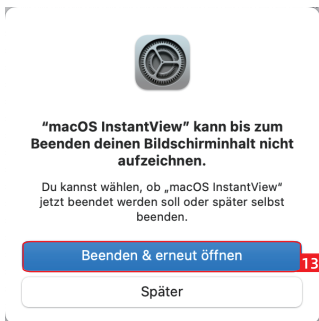 “macOS InstantView” kann bis zum
Beenden deinen Bildschirminhalt nicht
aufzeichnen.
Du kannst wählen, ob „macOS InstantView“
jetzt beendet werden soll oder später selbst
beenden.
Beenden & erneut öffnen
13
Später